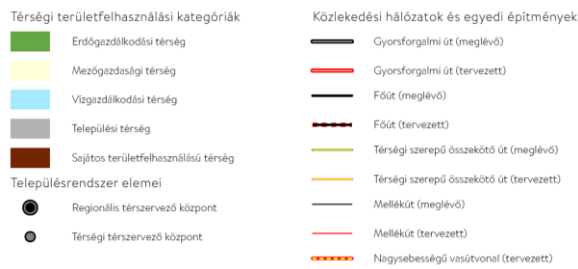 Térségi területfelhasználási kategóriák
Erdőgazdálkodási térség
Mezőgazdasági térség
Vízgazdálkodási térség
Települési térség
Sajátos területfelhasználású térség
Településrendszer elemei
Regionális térszervező központ
Térségi térszervező központ
Közlekedési hálózatok és egyedi építmények
Gyorsforgalmi út (meglévő)
Gyorsforgalmi út (tervezett)
Főút (meglévő)
Főút (tervezett)
Térségi szerepű összekötő út (meglévő)
Térségi szerepű összekötő út (tervezett)
Mellékút (meglévő)
Mellékút (tervezett)
Nagysebességű vasútvonal (tervezett)